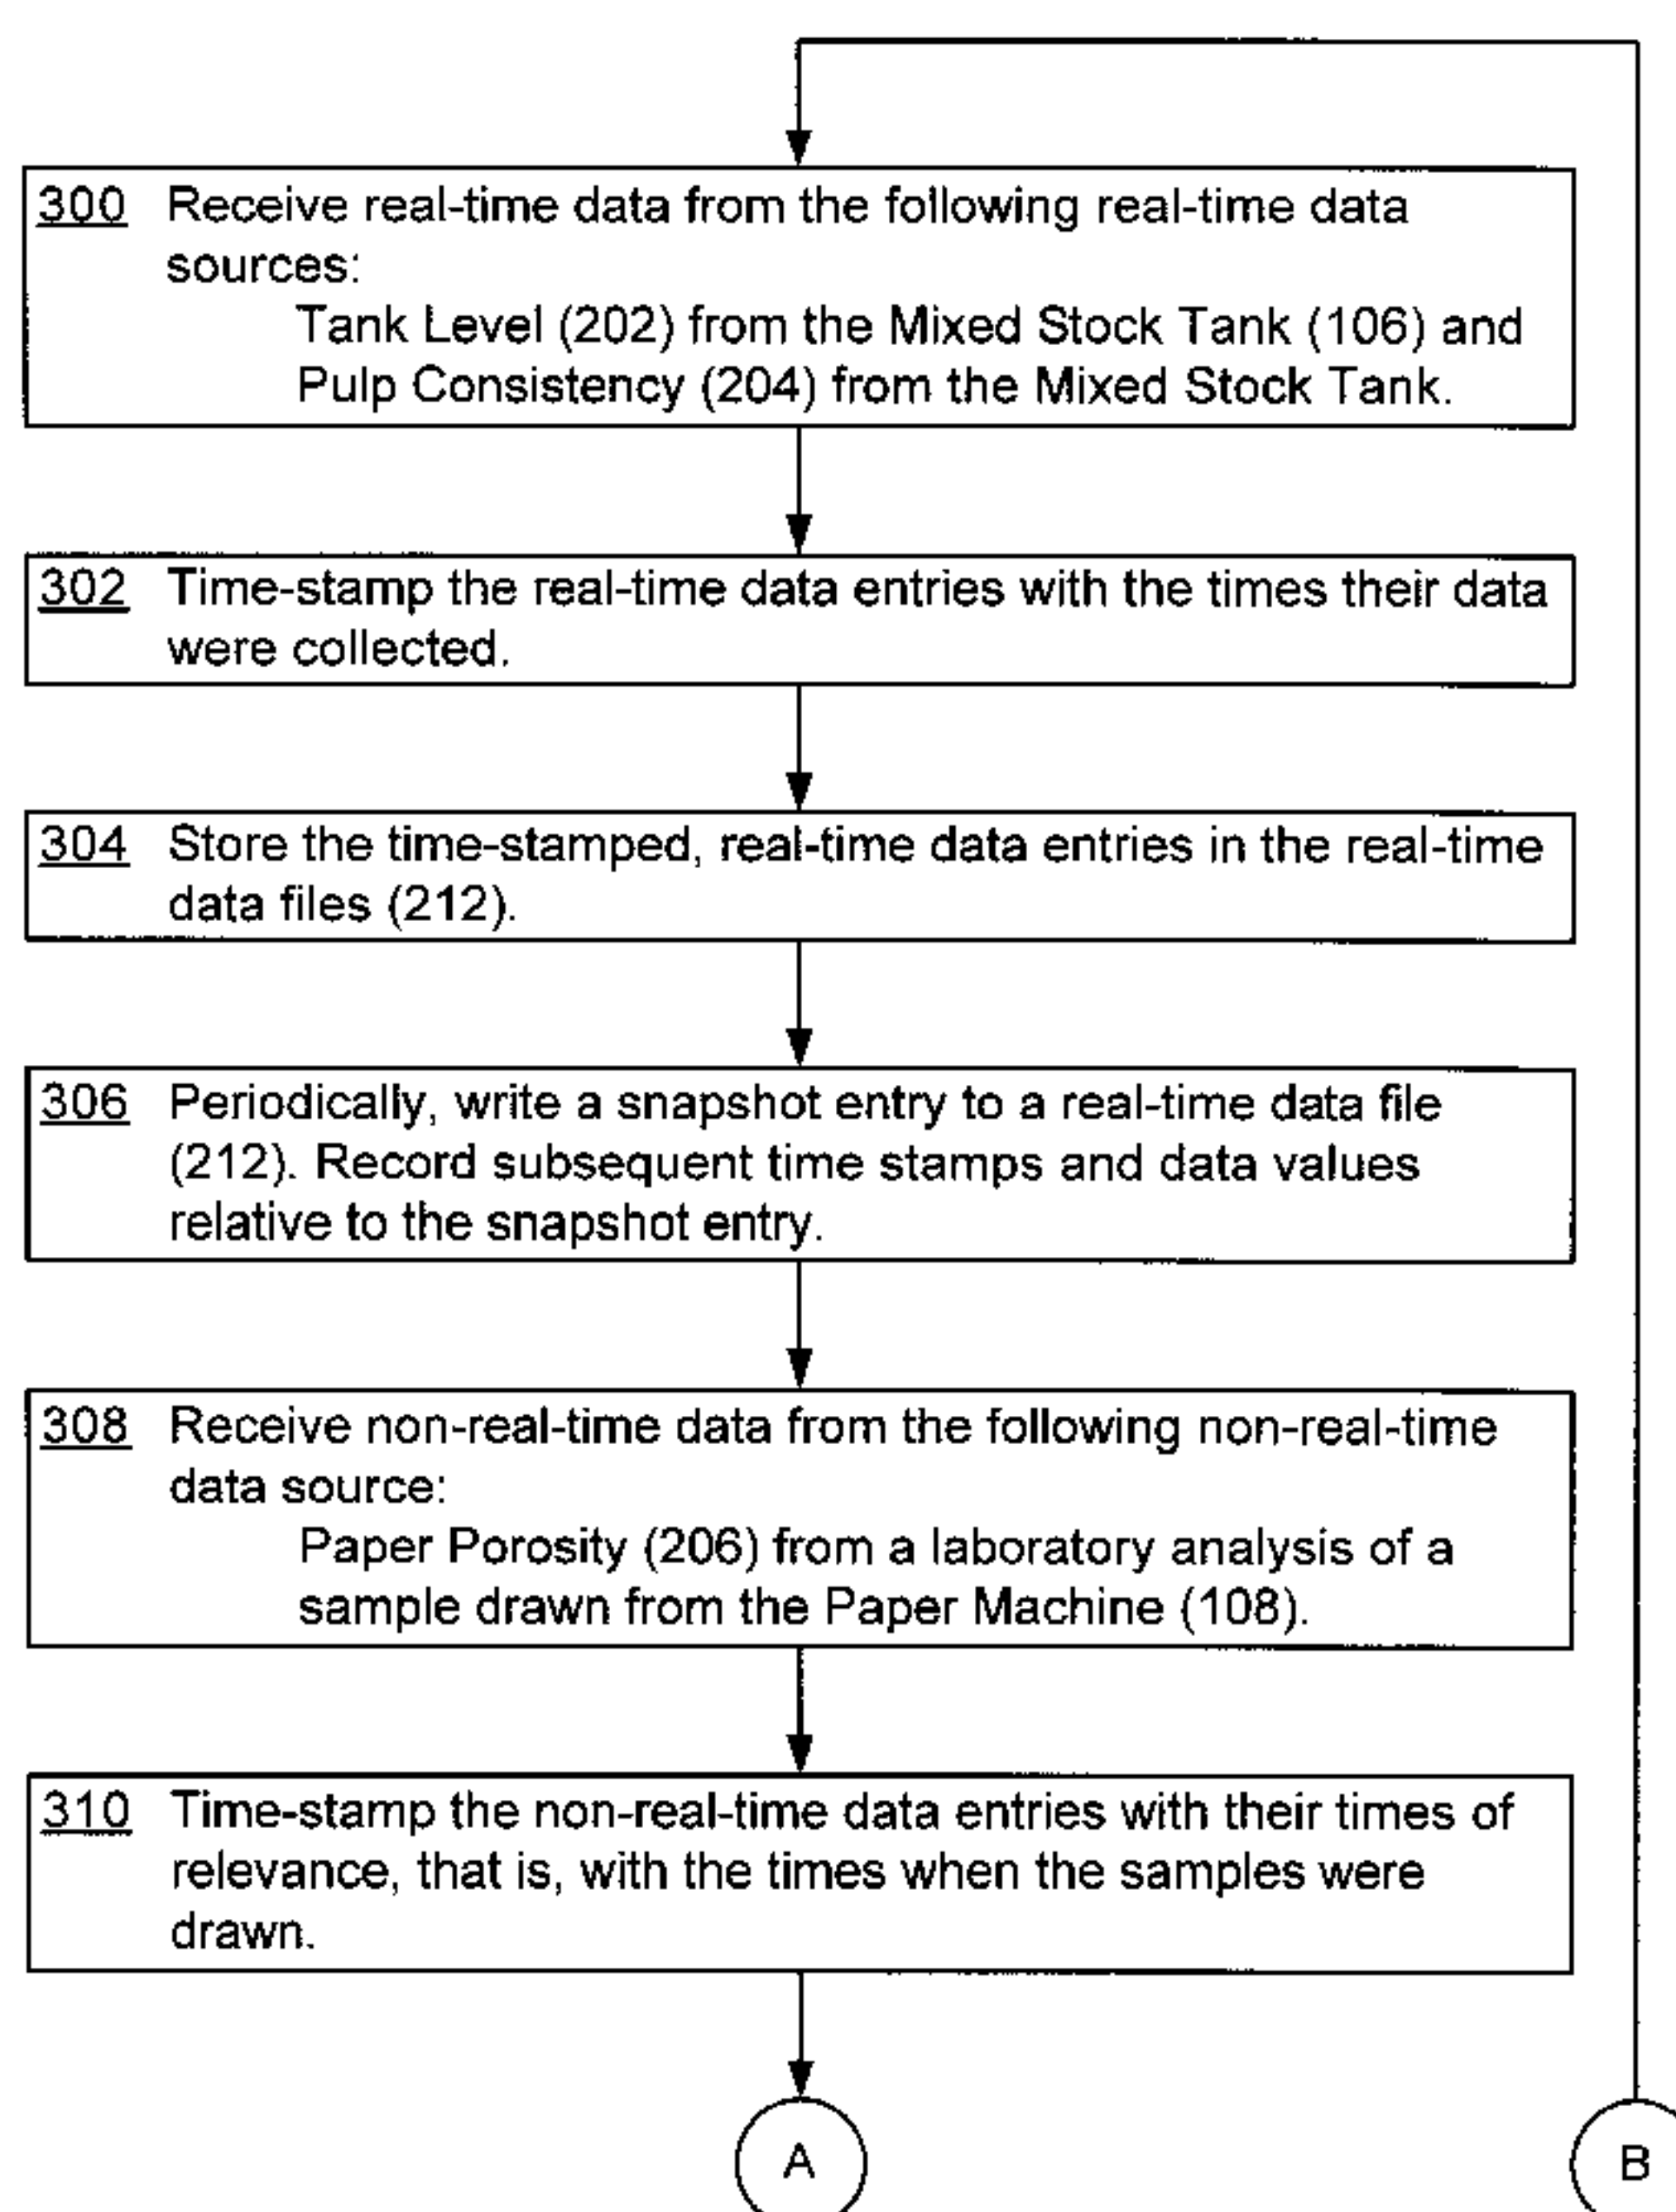 300 Receive real-time data from the following real-time data
sources:
Tank Level (202) from the Mixed Stock Tank (106) and
Pulp Consistency (204) from the Mixed Stock Tank.
302 Time-stamp the real-time data entries with the times their data
were collected.
304 Store the time-stamped, real-time data entries in the real-time
data files (212).
306 Periodically, write a snapshot entry to a real-time data file
(212). Record subsequent time stamps and data values
relative to the snapshot entry.
308 Receive non-real-time data from the following non-real-time
data source:
Paper Porosity (206) from a laboratory analysis of a
sample drawn from the Paper Machine (108).
310 Time-stamp the non-real-time data entries with their times of
relevance, that is, with the times when the samples were
drawn.
A
B